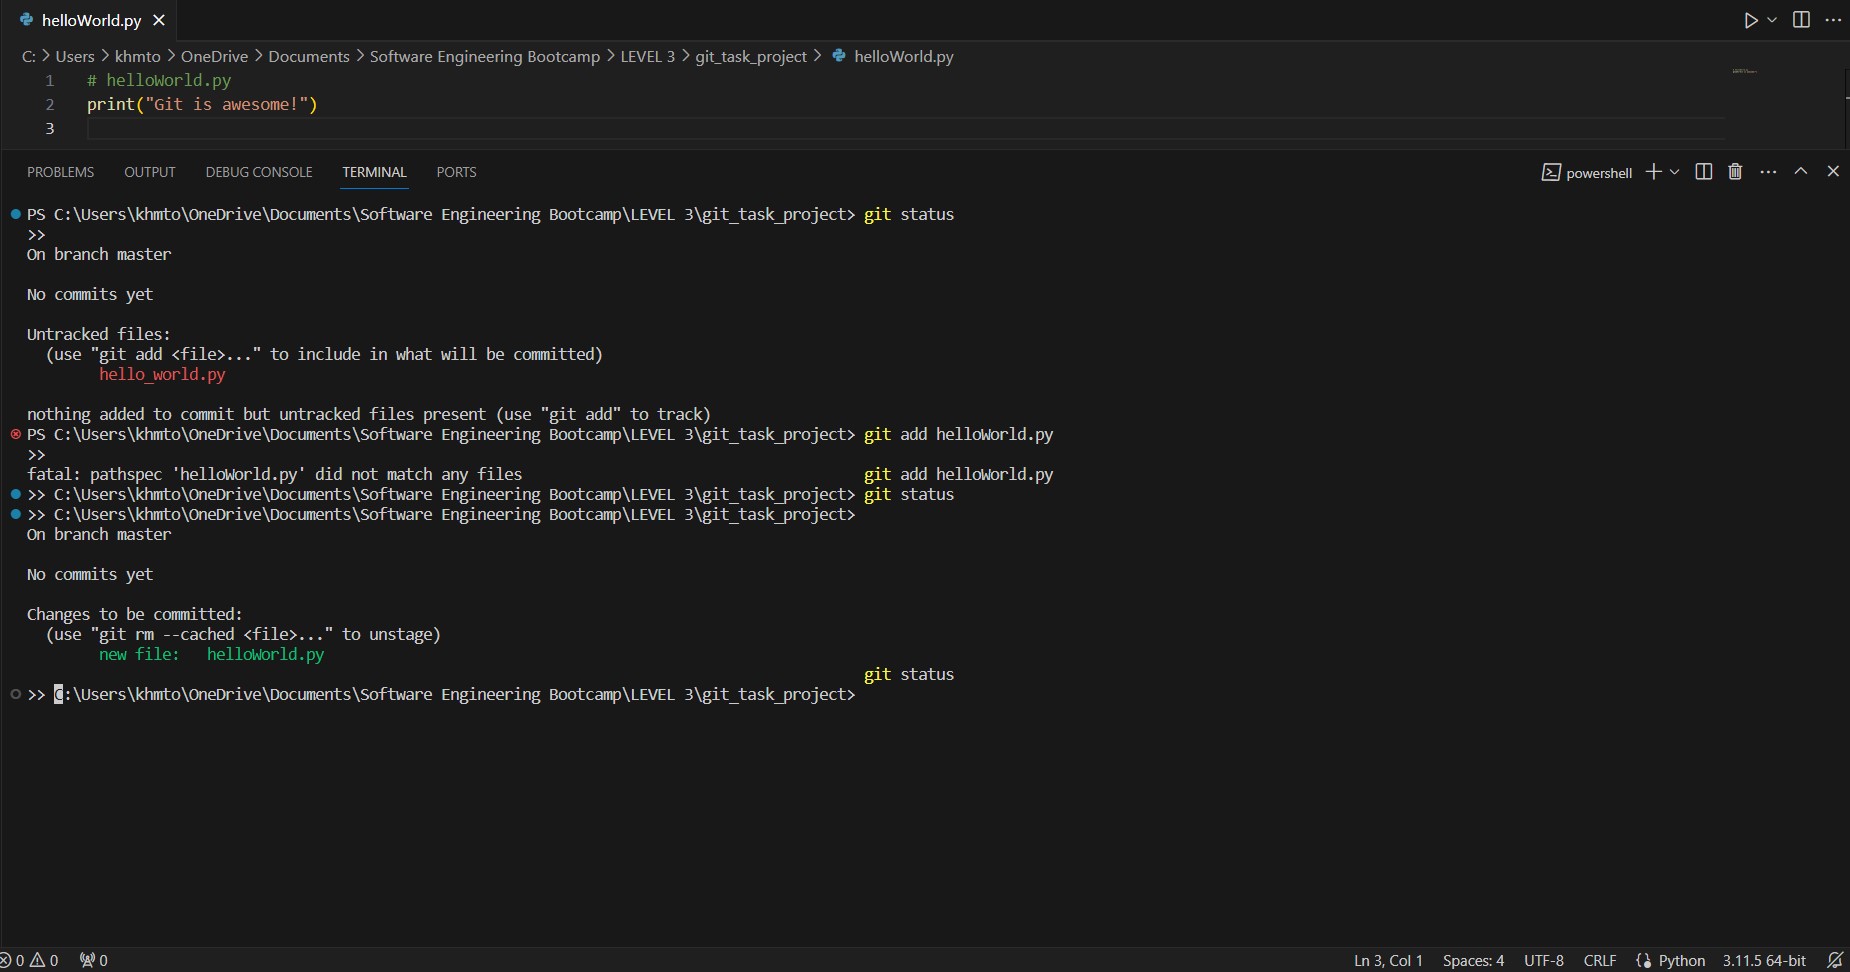 helloWorld.py
C: > Users > khmto > OneDrive > Documents > Software Engineering Bootcamp > LEVEL 3 > git_task_project > helloWorld.py
1 # helloWorld.py
2 print("Git is awesome!")
3
PROBLEMS OUTPUT DEBUG CONSOLE TERMINAL PORTS powershell
PS C:\Users\khmto\OneDrive\Documents\Software Engineering Bootcamp\LEVEL 3\git_task_project> git status
>>
On branch master
No commits yet
Untracked files:
(use "git add <file>..." to include in what will be committed)
hello_world.py
nothing added to commit but untracked files present (use "git add" to track)
PS C:\Users\khmto\OneDrive\Documents\Software Engineering Bootcamp\LEVEL 3\git_task_project> git add helloWorld.py
>>
fatal: pathspec 'helloWorld.py' did not match any files git add helloWorld.py
>> C:\Users\khmto\OneDrive\Documents\Software Engineering Bootcamp\LEVEL 3\git_task_project> git status
>> C:\Users\khmto\OneDrive\Documents\Software Engineering Bootcamp\LEVEL 3\git_task_project>
On branch master
No commits yet
Changes to be committed:
(use "git rm --cached <file>..." to unstage)
new file: helloWorld.py
git status
>> C:\Users\khmto\OneDrive\Documents\Software Engineering Bootcamp\LEVEL 3\git_task_project>
0 0 0 Ln 3, Col 1 Spaces: 4 UTF-8 CRLF Python 3.11.5 64-bit